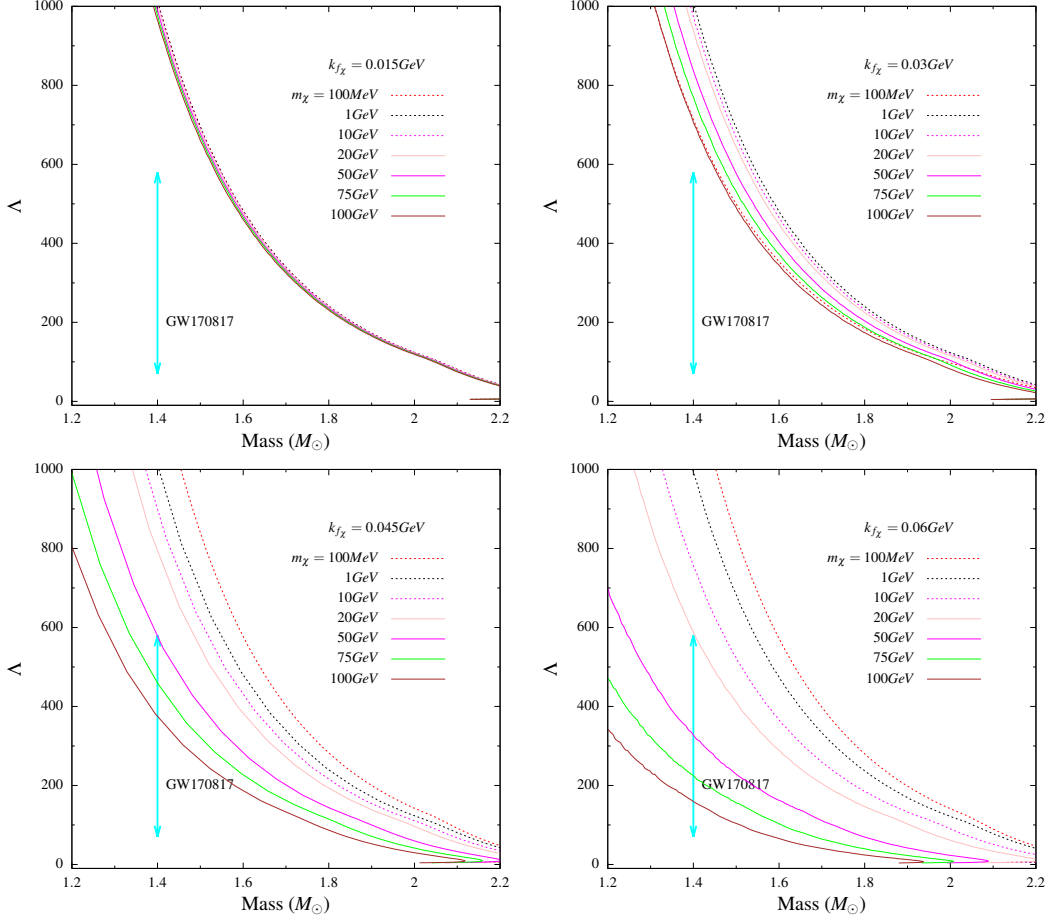 1000
800
600
400
200
0
Λ
k_{fχ} = 0.015GeV
m_χ = 100MeV
1GeV
10GeV
20GeV
50GeV
75GeV
100GeV
GW170817
1.2 1.4 1.6 1.8 2 2.2
Mass (M_⊙)
1000
800
600
400
200
0
Λ
k_{fχ} = 0.03GeV
m_χ = 100MeV
1GeV
10GeV
20GeV
50GeV
75GeV
100GeV
GW170817
1.2 1.4 1.6 1.8 2 2.2
Mass (M_⊙)
1000
800
600
400
200
0
Λ
k_{fχ} = 0.045GeV
m_χ = 100MeV
1GeV
10GeV
20GeV
50GeV
75GeV
100GeV
GW170817
1.2 1.4 1.6 1.8 2 2.2
Mass (M_⊙)
1000
800
600
400
200
0
Λ
k_{fχ} = 0.06GeV
m_χ = 100MeV
1GeV
10GeV
20GeV
50GeV
75GeV
100GeV
GW170817
1.2 1.4 1.6 1.8 2 2.2
Mass (M_⊙)